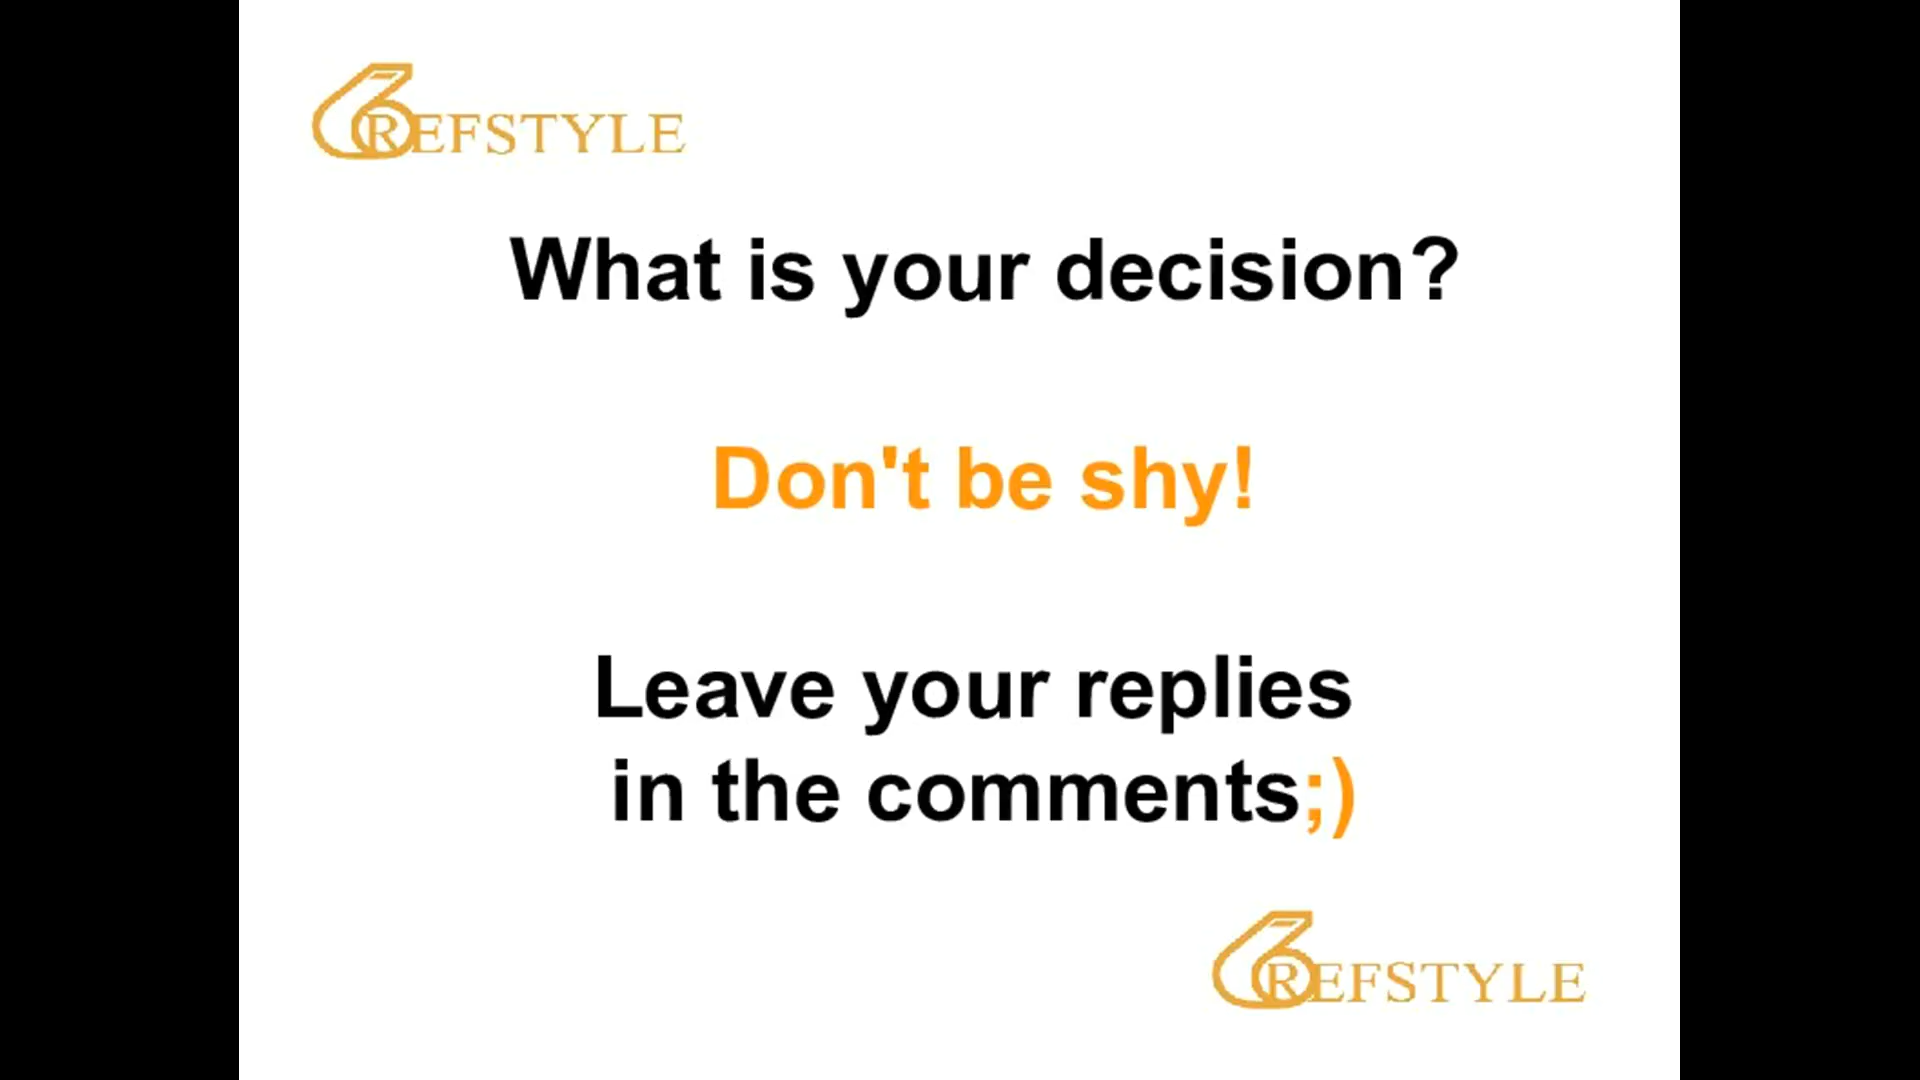 REFSTYLE
What is your decision?
Don't be shy!
Leave your replies
in the comments;)
REFSTYLE